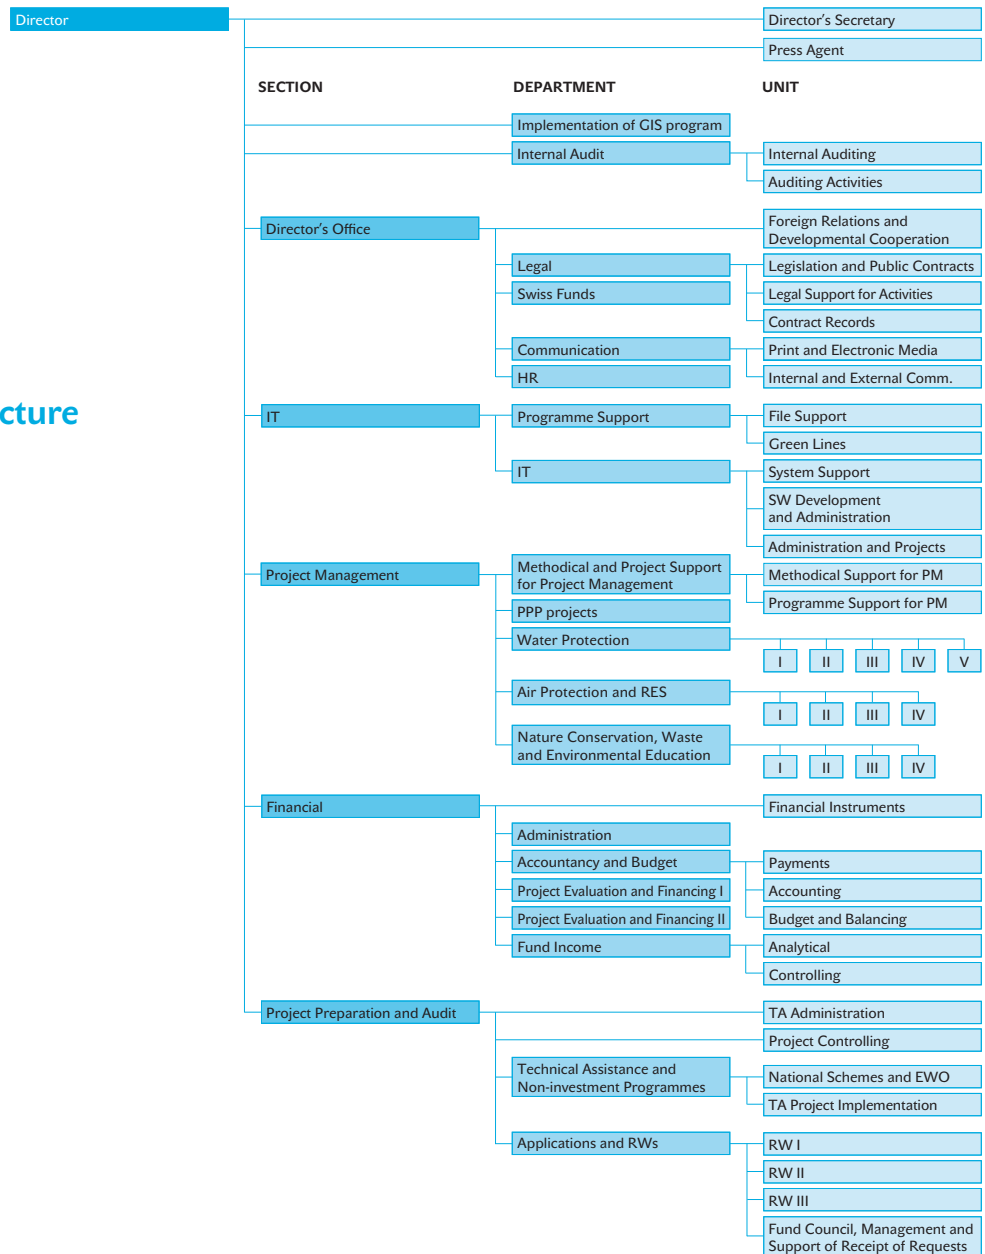 Director
Director's Secretary
Press Agent
SECTION
DEPARTMENT
UNIT
Implementation of GIS program
Internal Audit
Internal Auditing
Auditing Activities
Director's Office
Foreign Relations and
Developmental Cooperation
Legal
Legislation and Public Contracts
Swiss Funds
Legal Support for Activities
Contract Records
Communication
Print and Electronic Media
HR
Internal and External Comm.
cture
IT
Programme Support
File Support
Green Lines
IT
System Support
SW Development
and Administration
Administration and Projects
Project Management
Methodical and Project Support
for Project Management
Methodical Support for PM
Programme Support for PM
PPP projects
Water Protection
I II III IV V
Air Protection and RES
I II III IV
Nature Conservation, Waste
and Environmental Education
I II III IV
Financial
Financial Instruments
Administration
Accountancy and Budget
Payments
Project Evaluation and Financing I
Accounting
Project Evaluation and Financing II
Budget and Balancing
Fund Income
Analytical
Controlling
Project Preparation and Audit
TA Administration
Project Controlling
Technical Assistance and
Non-investment Programmes
National Schemes and EWO
TA Project Implementation
Applications and RWs
RW I
RW II
RW III
Fund Council, Management and
Support of Receipt of Requests